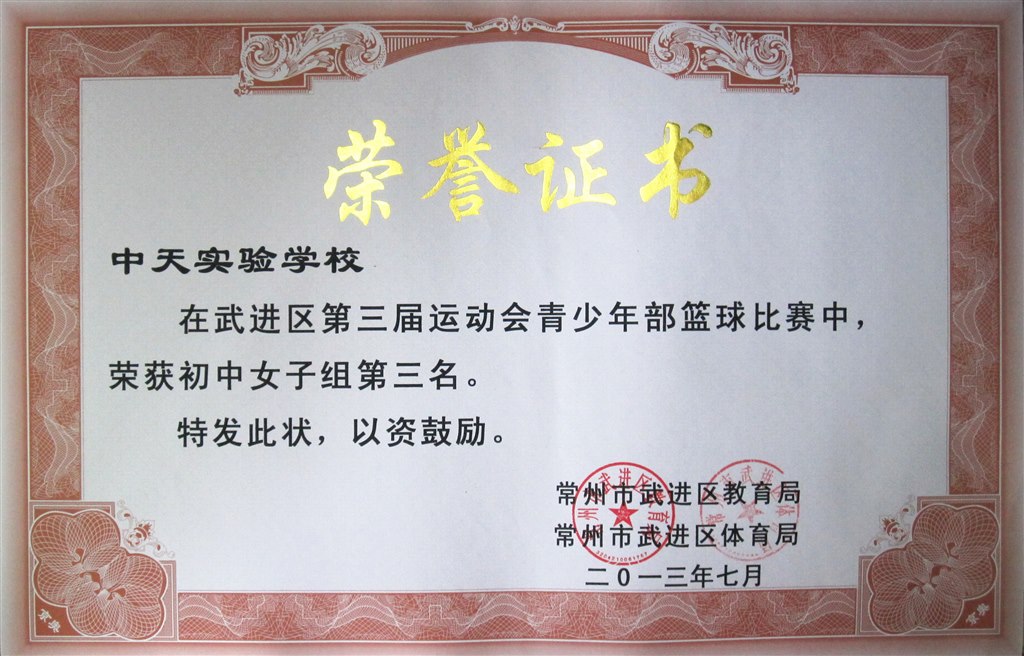 荣誉证书
中天实验学校
在武进区第三届运动会青少年部篮球比赛中，
荣获初中女子组第三名。
特发此状，以资鼓励。
常州市武进区教育局
常州市武进区体育局
二0一三年七月